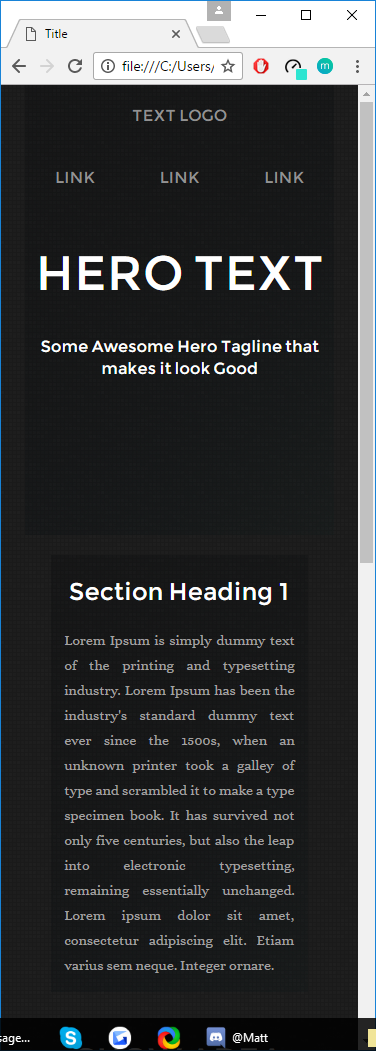 Title
file:///C:/Users/
m
TEXT LOGO
LINK LINK LINK
HERO TEXT
Some Awesome Hero Tagline that
makes it look Good
Section Heading 1
Lorem Ipsum is simply dummy text
of the printing and typesetting
industry. Lorem Ipsum has been the
industry's standard dummy text
ever since the 1500s, when an
unknown printer took a galley of
type and scrambled it to make a type
specimen book. It has survived not
only five centuries, but also the leap
into electronic typesetting,
remaining essentially unchanged.
Lorem ipsum dolor sit amet,
consectetur adipiscing elit. Etiam
varius sem neque. Integer ornare.
sage... @Matt